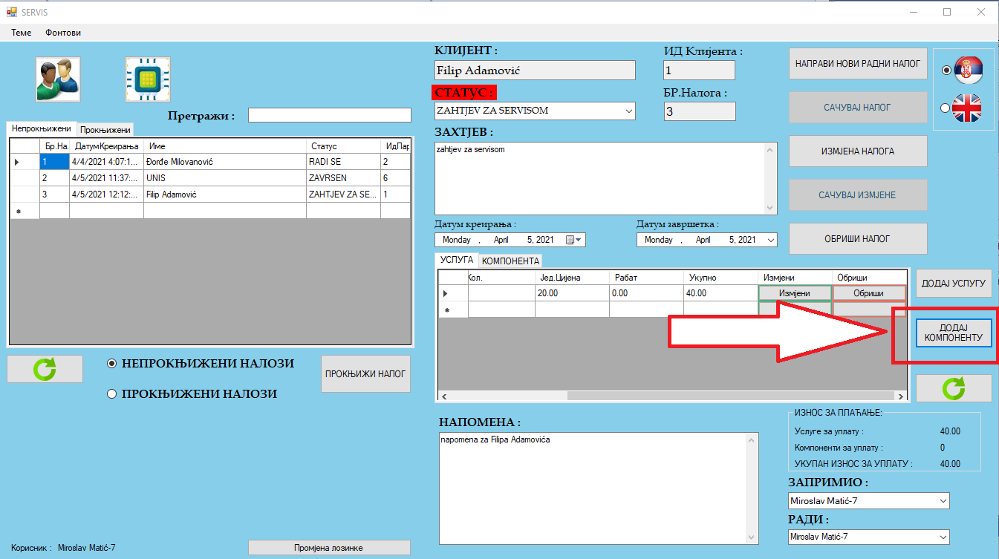 SERVIS
Теме Фонтови
КЛИЈЕНТ :
Filip Adamović
ИД Клијента :
1
СТАТУС :
ZAHTJEV ZA SERVISOM
БР.Налога :
3
ЗАХТЈЕВ :
zahtjev za servisom
Датум креирања :
Monday , April 5, 2021
Датум завршетка :
Monday , April 5, 2021
НАПРАВИ НОВИ РАДНИ НАЛОГ
САЧУВАЈ НАЛОГ
ИЗМЈЕНА НАЛОГА
САЧУВАЈ ИЗМЈЕНЕ
ОБРИШИ НАЛОГ
Претражи :
Непрокњижени Прокњижени
Бр.На. ДатумКреирања Име Статус ИдПар
1 4/4/2021 4:07:1... Đorđe Milovanović RADI SE 2
2 4/5/2021 11:37:... UNIS ZAVRSEN 6
3 4/5/2021 12:12:... Filip Adamović ZAHTJEV ZA SE... 1
НЕПРОКЊИЖЕНИ НАЛОЗИ
ПРОКЊИЖЕНИ НАЛОЗИ
ПРОКЊИЖИ НАЛОГ
УСЛУГА КОМПОНЕНТА
Кол. Јед.Цијена Рабат Укупно Измјени Обриши
20.00 0.00 40.00 Измјени Обриши
ДОДАЈ УСЛУГУ
ДОДАЈ
КОМПОНЕНТУ
НАПОМЕНА :
napomena za Filipa Adamovića
ИЗНОС ЗА ПЛАЋАЊЕ:
Услуге за уплату : 40.00
Компоненти за уплату : 0
УКУПАН ИЗНОС ЗА УПЛАТУ : 40.00
ЗАПРИМИО :
Miroslav Matić-7
РАДИ :
Miroslav Matić-7
Корисник : Miroslav Matić-7
Промјена лозинке